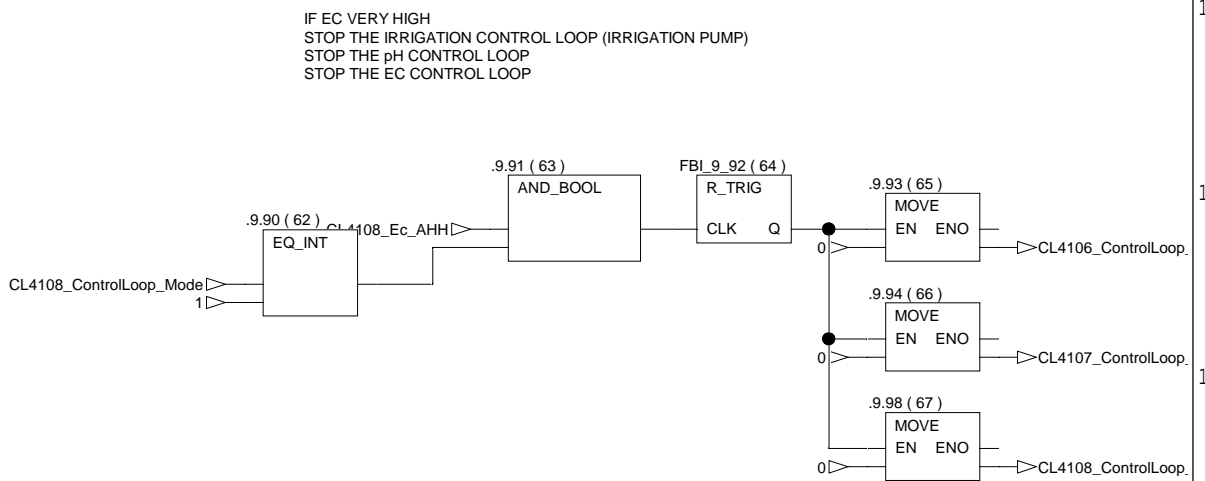 IF EC VERY HIGH
STOP THE IRRIGATION CONTROL LOOP (IRRIGATION PUMP)
STOP THE pH CONTROL LOOP
STOP THE EC CONTROL LOOP
.9.91 ( 63 )
AND_BOOL
FBI_9_92 ( 64 )
R_TRIG
CLK Q
.9.93 ( 65 )
MOVE
EN ENO
0
CL4106_ControlLoop_
.9.90 ( 62 )
EQ_INT
CL4108_Ec_AHH
CL4108_ControlLoop_Mode
1
.9.94 ( 66 )
MOVE
EN ENO
0
CL4107_ControlLoop_
.9.98 ( 67 )
MOVE
EN ENO
0
CL4108_ControlLoop_
1
1
1